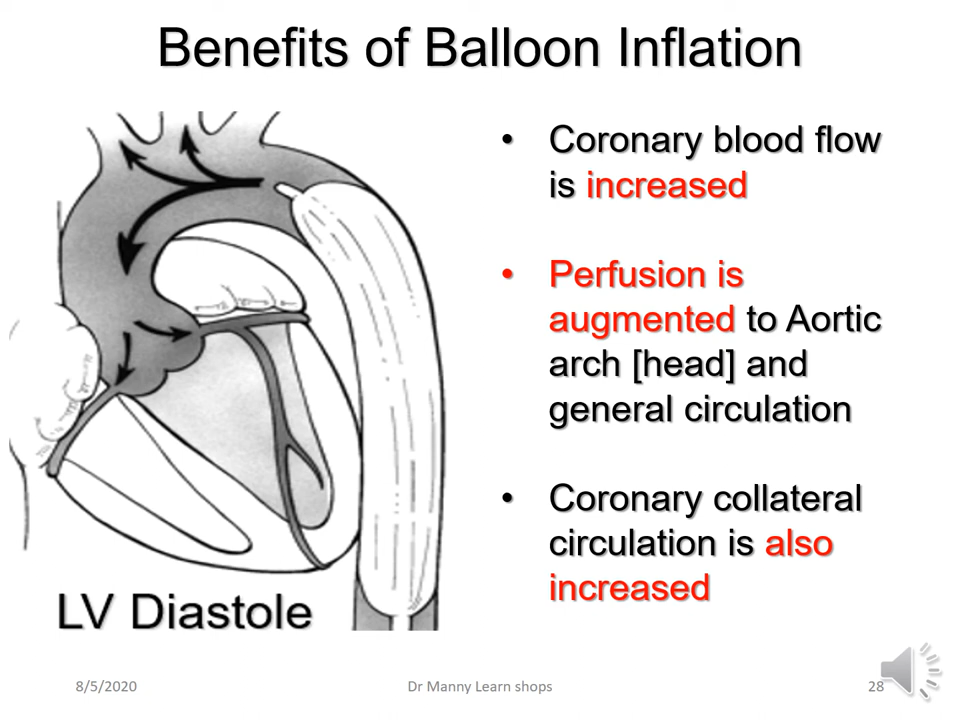 Benefits of Balloon Inflation
• Coronary blood flow
is increased
• Perfusion is
augmented to Aortic
arch [head] and
general circulation
• Coronary collateral
circulation is also
increased
LV Diastole
8/5/2020
Dr Manny Learn shops
28